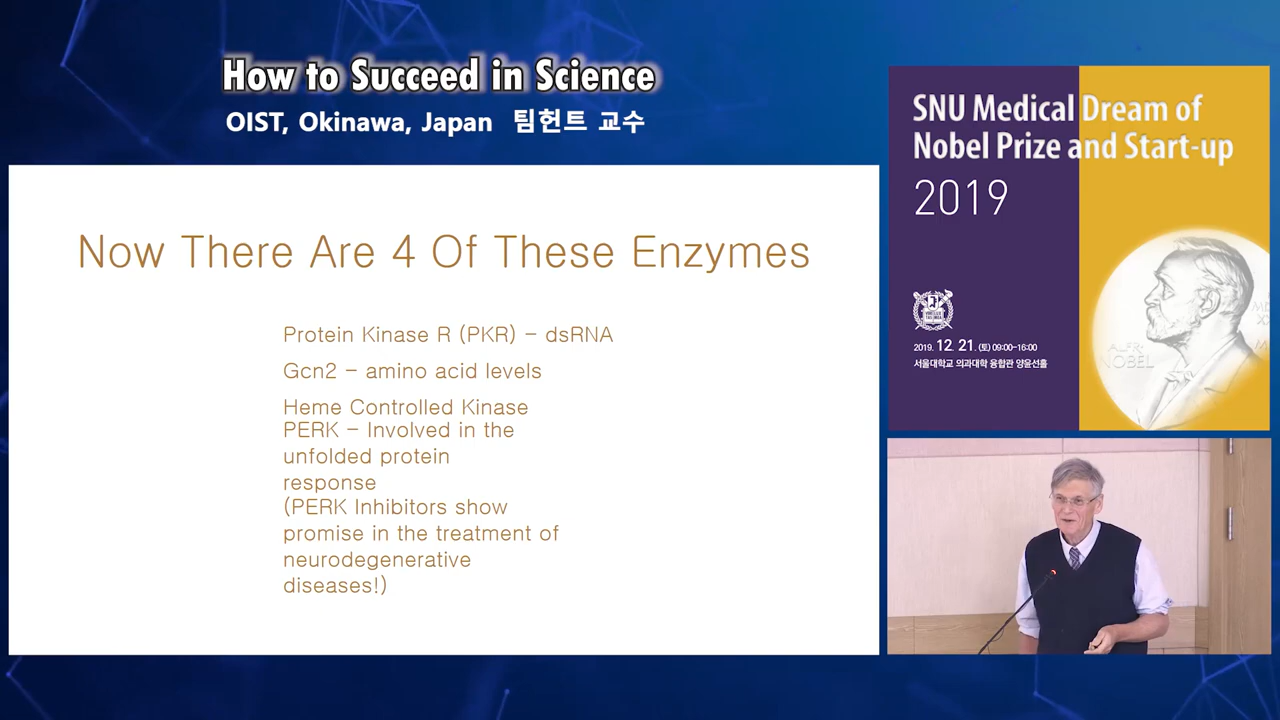 How to Succeed in Science
OIST, Okinawa, Japan 팀헌트 교수
Now There Are 4 Of These Enzymes
Protein Kinase R (PKR) – dsRNA
Gcn2 – amino acid levels
Heme Controlled Kinase
PERK – Involved in the
unfolded protein
response
(PERK Inhibitors show
promise in the treatment of
neurodegenerative
diseases!)
SNU Medical Dream of
Nobel Prize and Start-up
2019
2019. 12. 21. (토) 09:00-16:00
서울대학교 의과대학 융합관 양윤선홀
ALFR
NOBEL